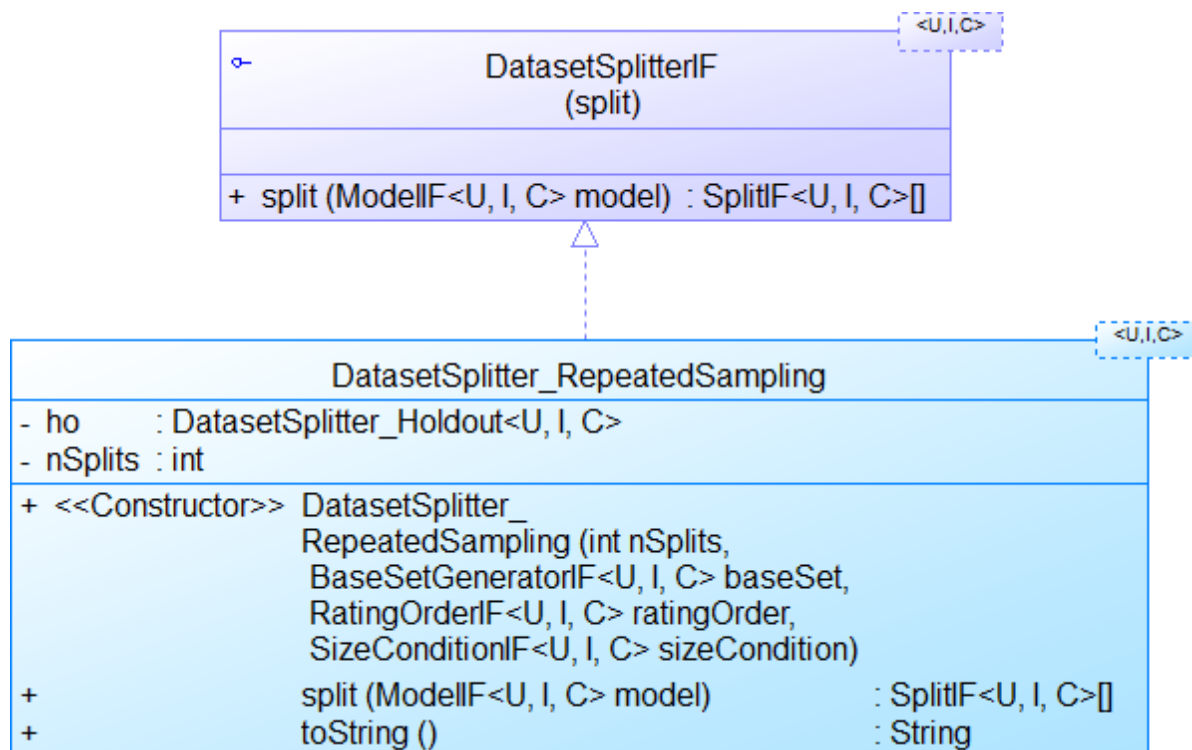 <U,I,C>
DatasetSplitterIF
(split)
+ split (ModelIF<U, I, C> model) : SplitIF<U, I, C>[]
<U,I,C>
DatasetSplitter_RepeatedSampling
- ho : DatasetSplitter_Holdout<U, I, C>
- nSplits : int
+ <<Constructor>> DatasetSplitter_
RepeatedSampling (int nSplits,
BaseSetGeneratorIF<U, I, C> baseSet,
RatingOrderIF<U, I, C> ratingOrder,
SizeConditionIF<U, I, C> sizeCondition)
+ split (ModelIF<U, I, C> model) : SplitIF<U, I, C>[]
+ toString () : String